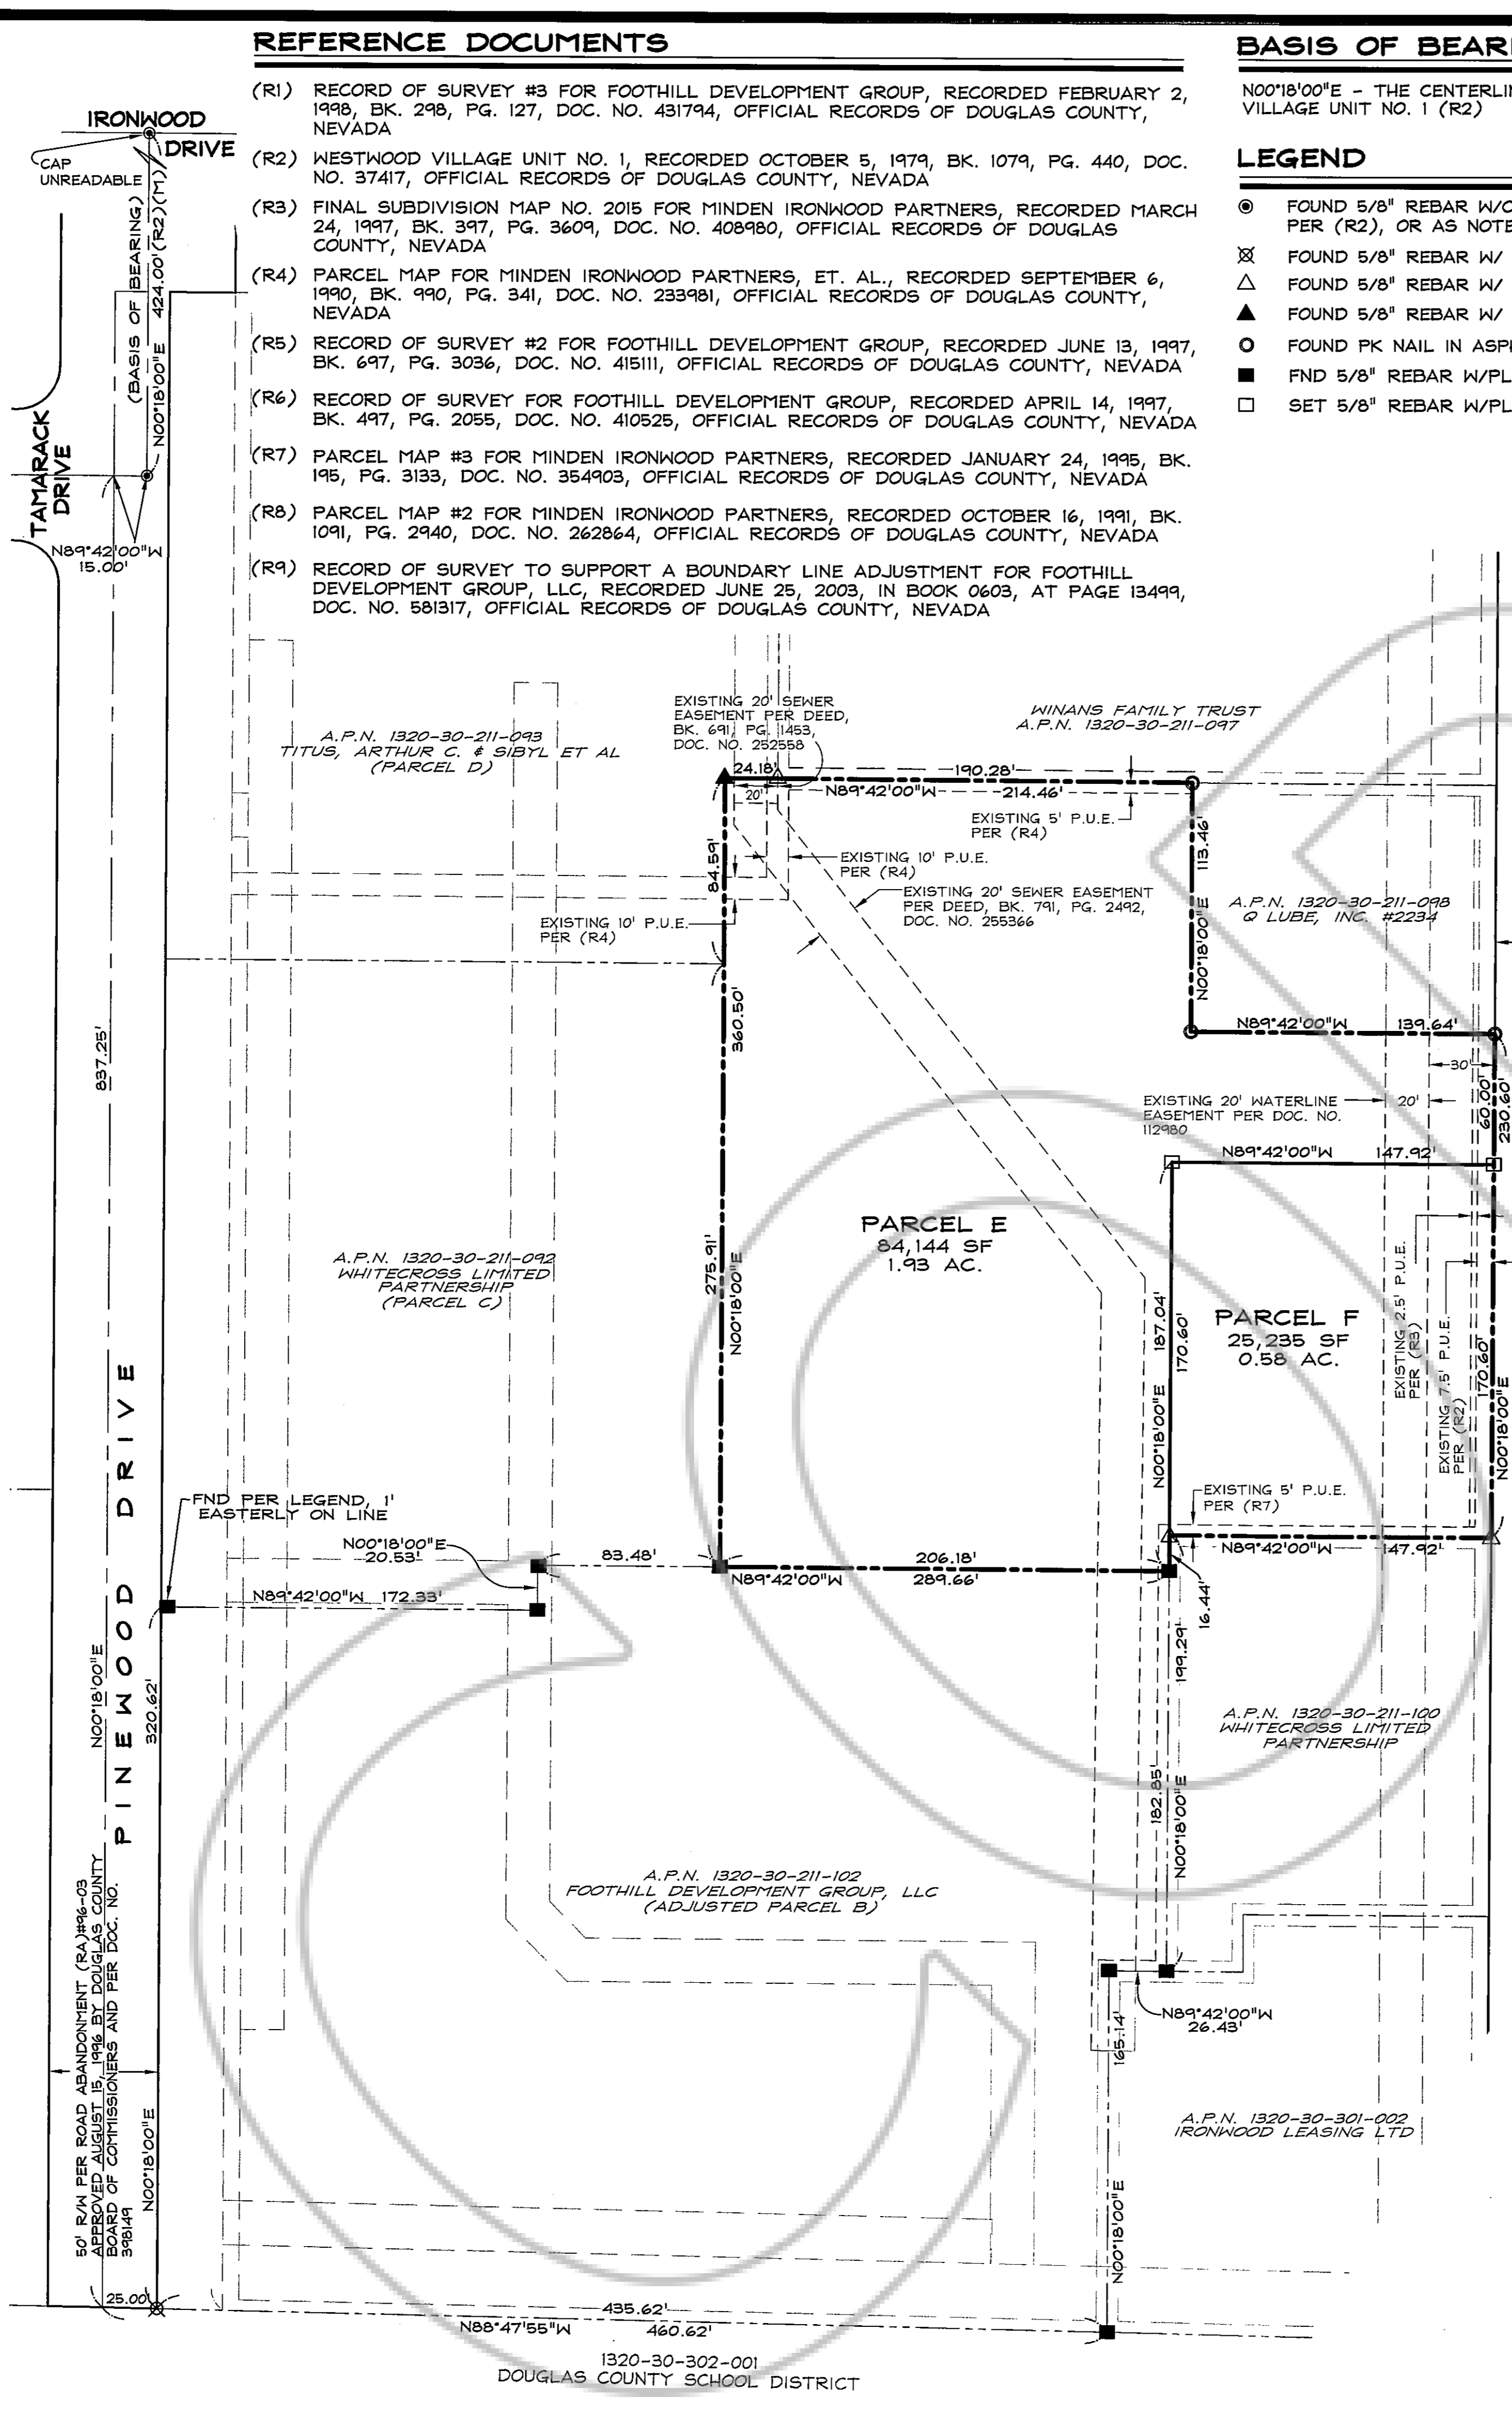 REFERENCE DOCUMENTS
(R1) RECORD OF SURVEY #3 FOR FOOTHILL DEVELOPMENT GROUP, RECORDED FEBRUARY 2,
1998, BK. 298, PG. 127, DOC. NO. 431794, OFFICIAL RECORDS OF DOUGLAS COUNTY,
NEVADA
(R2) WESTWOOD VILLAGE UNIT NO. 1, RECORDED OCTOBER 5, 1979, BK. 1079, PG. 440, DOC.
NO. 37417, OFFICIAL RECORDS OF DOUGLAS COUNTY, NEVADA
(R3) FINAL SUBDIVISION MAP NO. 2015 FOR MINDEN IRONWOOD PARTNERS, RECORDED MARCH
24, 1997, BK. 397, PG. 3609, DOC. NO. 408980, OFFICIAL RECORDS OF DOUGLAS
COUNTY, NEVADA
(R4) PARCEL MAP FOR MINDEN IRONWOOD PARTNERS, ET. AL., RECORDED SEPTEMBER 6,
1990, BK. 990, PG. 341, DOC. NO. 233981, OFFICIAL RECORDS OF DOUGLAS COUNTY,
NEVADA
(R5) RECORD OF SURVEY #2 FOR FOOTHILL DEVELOPMENT GROUP, RECORDED JUNE 13, 1997,
BK. 697, PG. 3036, DOC. NO. 415111, OFFICIAL RECORDS OF DOUGLAS COUNTY, NEVADA
(R6) RECORD OF SURVEY FOR FOOTHILL DEVELOPMENT GROUP, RECORDED APRIL 14, 1997,
BK. 497, PG. 2055, DOC. NO. 410525, OFFICIAL RECORDS OF DOUGLAS COUNTY, NEVADA
(R7) PARCEL MAP #3 FOR MINDEN IRONWOOD PARTNERS, RECORDED JANUARY 24, 1995, BK.
195, PG. 3133, DOC. NO. 354903, OFFICIAL RECORDS OF DOUGLAS COUNTY, NEVADA
(R8) PARCEL MAP #2 FOR MINDEN IRONWOOD PARTNERS, RECORDED OCTOBER 16, 1991, BK.
1091, PG. 2940, DOC. NO. 262864, OFFICIAL RECORDS OF DOUGLAS COUNTY, NEVADA
(R9) RECORD OF SURVEY TO SUPPORT A BOUNDARY LINE ADJUSTMENT FOR FOOTHILL
DEVELOPMENT GROUP, LLC, RECORDED JUNE 25, 2003, IN BOOK 0603, AT PAGE 13499,
DOC. NO. 581317, OFFICIAL RECORDS OF DOUGLAS COUNTY, NEVADA
BASIS OF BEAR
N00°18'00"E - THE CENTERLI
VILLAGE UNIT NO. 1 (R2)
LEGEND
FOUND 5/8" REBAR W/C
PER (R2), OR AS NOTE
FOUND 5/8" REBAR W/
FOUND 5/8" REBAR W/
FOUND 5/8" REBAR W/
FOUND PK NAIL IN ASP
FND 5/8" REBAR W/PL
SET 5/8" REBAR W/PL
IRONWOOD
DRIVE
CAP
UNREADABLE
(BASIS OF BEARING)
N00°18'00"E 424.00'(R2)(M)
TAMARACK
DRIVE
N89°42'00"W
15.00'
837.25'
A.P.N. 1320-30-211-093
TITUS, ARTHUR C. & SIBYL ET AL
(PARCEL D)
EXISTING 20' SEWER
EASEMENT PER DEED,
BK. 691, PG. 1453,
DOC. NO. 252558
WINANS FAMILY TRUST
A.P.N. 1320-30-211-097
24.18'
190.28'
20'
N89°42'00"W
214.46'
EXISTING 5' P.U.E.
PER (R4)
84.59'
EXISTING 10' P.U.E.
PER (R4)
EXISTING 20' SEWER EASEMENT
PER DEED, BK. 791, PG. 2492,
DOC. NO. 255366
EXISTING 10' P.U.E.
PER (R4)
N00°18'00"E 113.46'
A.P.N. 1320-30-211-098
Q LUBE, INC. #2234
360.50'
N89°42'00"W 139.64'
30'
EXISTING 20' WATERLINE
EASEMENT PER DOC. NO.
112980
20'
60.00'
230.60'
N89°42'00"W 147.92'
PARCEL E
84,144 SF
1.93 AC.
A.P.N. 1320-30-211-092
WHITECROSS LIMITED
PARTNERSHIP
(PARCEL C)
275.91'
N00°18'00"E
187.04'
170.60'
N00°18'00"E
PARCEL F
25,235 SF
0.58 AC.
EXISTING 2.5' P.U.E.
PER (R3)
EXISTING 7.5' P.U.E.
PER (R2)
170.60'
N00°18'00"E
PINEWOOD DRIVE
FND PER LEGEND, 1'
EASTERLY ON LINE
N00°18'00"E
20.53'
83.48'
N89°42'00"W 172.33'
206.18'
N89°42'00"W 289.66'
EXISTING 5' P.U.E.
PER (R7)
N89°42'00"W 147.92'
16.44'
199.29'
N00°18'00"E
320.62'
182.85'
N00°18'00"E
A.P.N. 1320-30-211-100
WHITECROSS LIMITED
PARTNERSHIP
A.P.N. 1320-30-211-102
FOOTHILL DEVELOPMENT GROUP, LLC
(ADJUSTED PARCEL B)
N89°42'00"W
26.43'
165.14'
N00°18'00"E
A.P.N. 1320-30-301-002
IRONWOOD LEASING LTD
50' R/W PER ROAD ABANDONMENT (RA)#96-03
APPROVED AUGUST 15, 1996 BY DOUGLAS COUNTY
BOARD OF COMMISSIONERS AND PER DOC. NO.
398149
N00°18'00"E
25.00'
435.62'
N88°47'55"W 460.62'
1320-30-302-001
DOUGLAS COUNTY SCHOOL DISTRICT